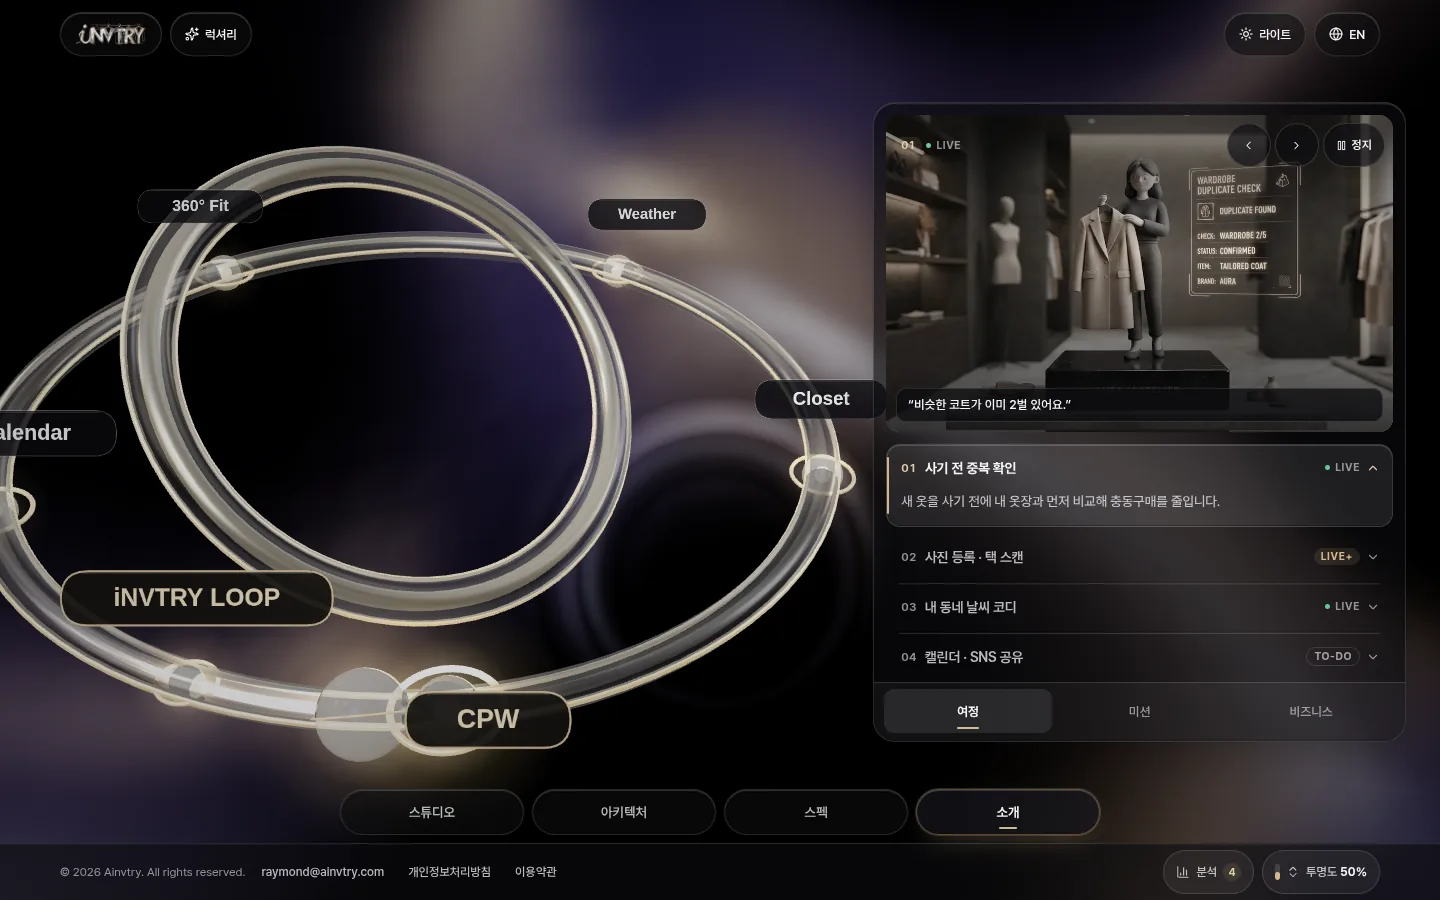 iNVTRY
럭셔리
라이트
EN
360° Fit
Weather
Closet
alendar
iNVTRY LOOP
CPW
01 LIVE
정지
WARDROBE
DUPLICATE CHECK
DUPLICATE FOUND
CHECK: WARDROBE 2/5
STATUS: CONFIRMED
ITEM: TAILORED COAT
BRAND: AURA
“비슷한 코트가 이미 2벌 있어요.”
01 사기 전 중복 확인 LIVE
새 옷을 사기 전에 내 옷장과 먼저 비교해 충동구매를 줄입니다.
02 사진 등록 · 택 스캔 LIVE+
03 내 동네 날씨 코디 LIVE
04 캘린더 · SNS 공유 TO-DO
여정
미션
비즈니스
스튜디오
아키텍처
스펙
소개
© 2026 Ainvtry. All rights reserved. raymond@ainvtry.com 개인정보처리방침 이용약관
분석 4
투명도 50%